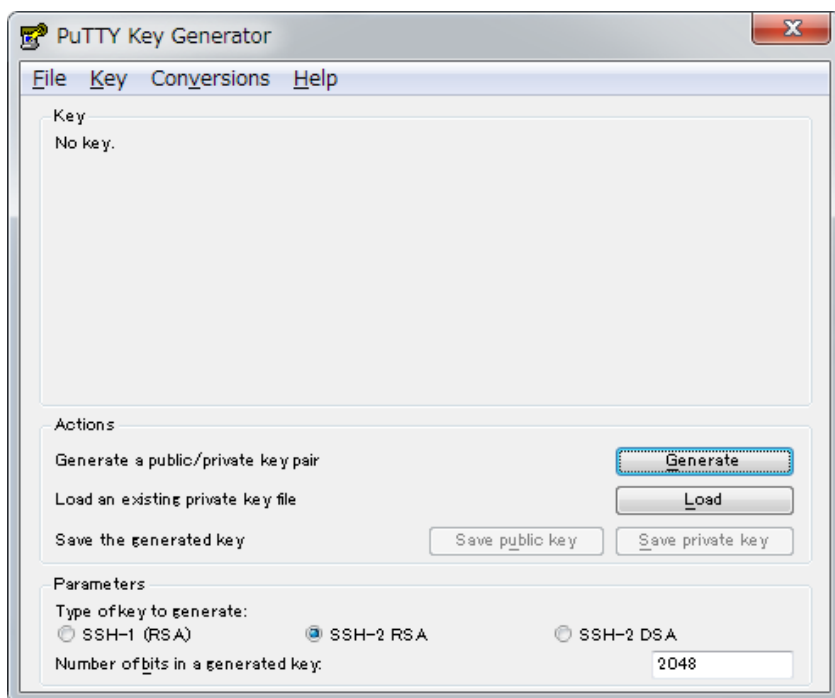 PuTTY Key Generator
File Key Conversions Help
Key
No key.
Actions
Generate a public/private key pair Generate
Load an existing private key file Load
Save the generated key Save public key Save private key
Parameters
Type of key to generate:
SSH-1 (RSA) SSH-2 RSA SSH-2 DSA
Number of bits in a generated key: 2048